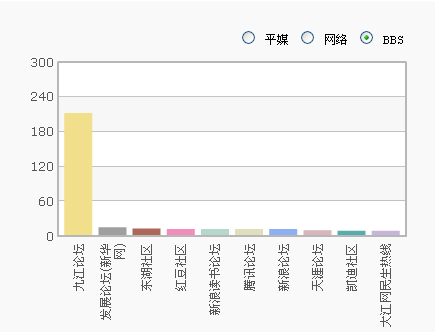 平媒
网络
BBS
300
240
180
120
60
0
九江论坛
发展论坛(新华
网)
东湖社区
红豆社区
新浪读书论坛
腾讯论坛
新浪论坛
天涯论坛
凯迪社区
大江网民生热线